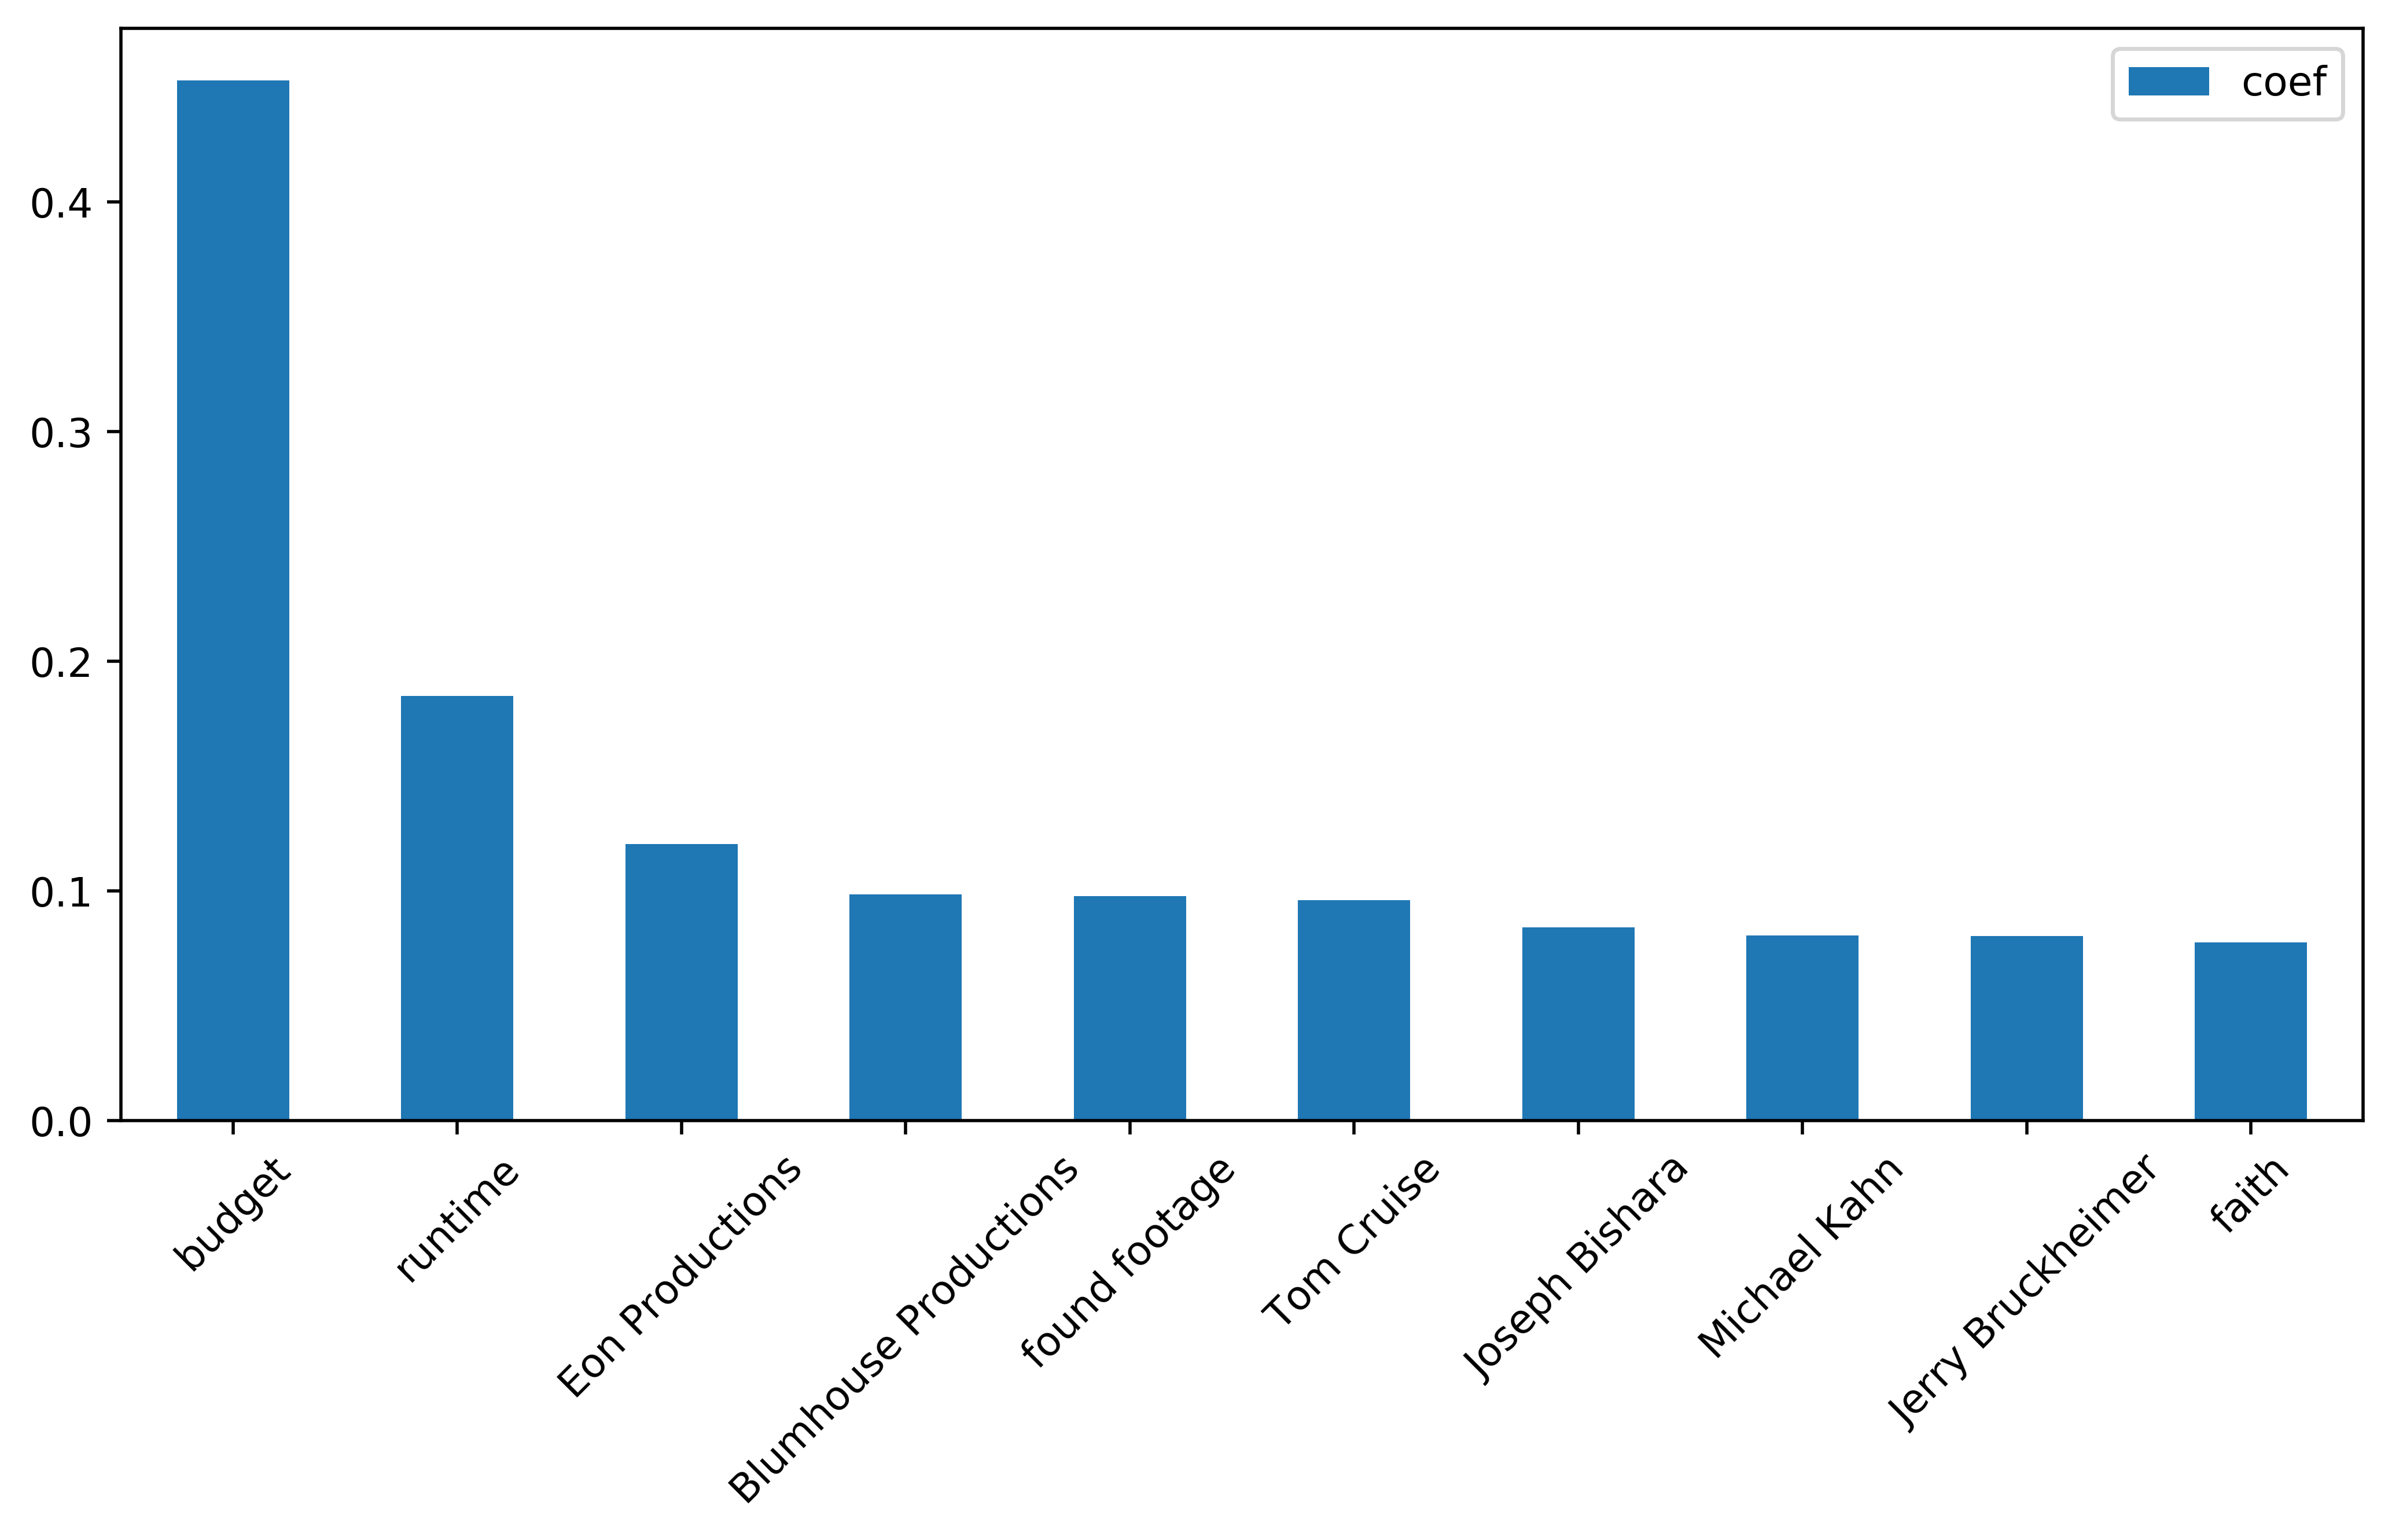 coef
0.4
0.3
0.2
0.1
0.0
budget
runtime
Eon Productions
Blumhouse Productions
found footage
Tom Cruise
Joseph Bishara
Michael Kahn
Jerry Bruckheimer
faith